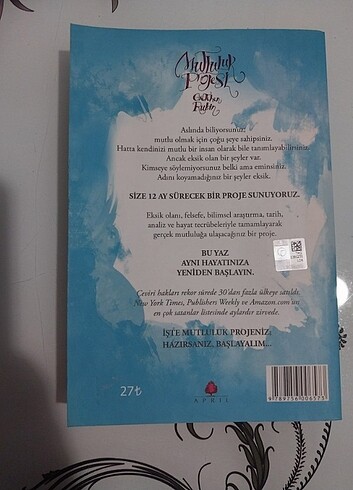 Mutluluk
Projesi
Gretchen
Rubin
Aslında biliyorsunuz:
mutlu olmak için çoğu şeye sahipsiniz.
Hatta kendinizi mutlu bir insan olarak bile tanımlayabilirsiniz.
Ancak eksik olan bir şeyler var.
Kimseye söylemiyorsunuz belki ama eminsiniz.
Adını koyamadığınız bir şeyler eksik.
SİZE 12 AY SÜRECEK BİR PROJE SUNUYORUZ.
Eksik olanı, felsefe, bilimsel araştırma, tarih,
analiz ve hayat tecrübeleriyle tamamlayarak
gerçek mutluluğa ulaşacağınız bir proje.
BU YAZ
AYNI HAYATINIZA
YENİDEN BAŞLAYIN.
Çeviri hakları rekor sürede 30'dan fazla ülkeye satıldı.
New York Times, Publishers Weekly ve Amazon.com'un
en çok satanlar listesinde aylardır zirvede.
İŞTE MUTLULUK PROJENİZ:
HAZIRSANIZ, BAŞLAYALIM...
27₺
APRIL
9789756006573